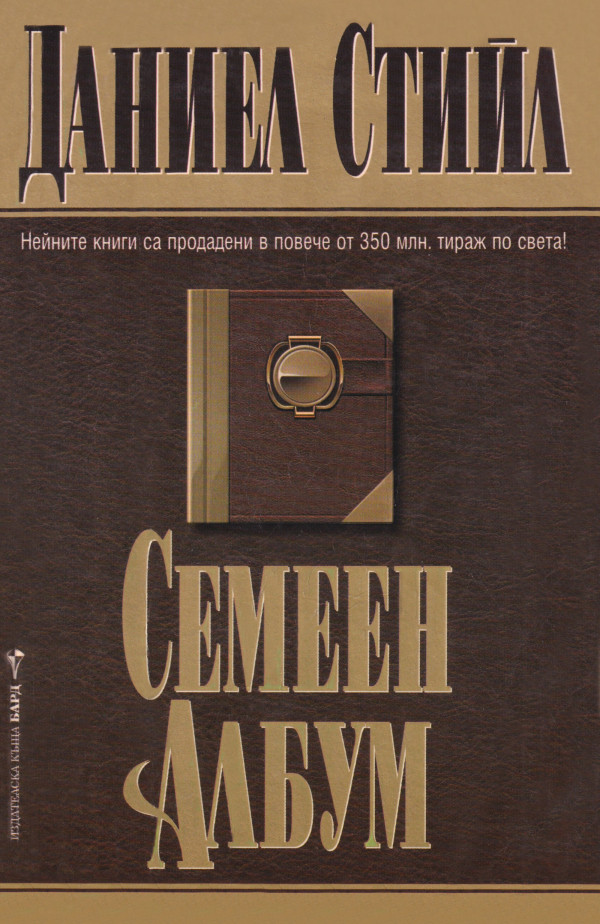 ДАНИЕЛ СТИЙЛ
Нейните книги са продадени в повече от 350 млн. тираж по света!
СЕМЕЕН
АЛБУМ
ИЗДАТЕЛСКА КЪЩА БАРД